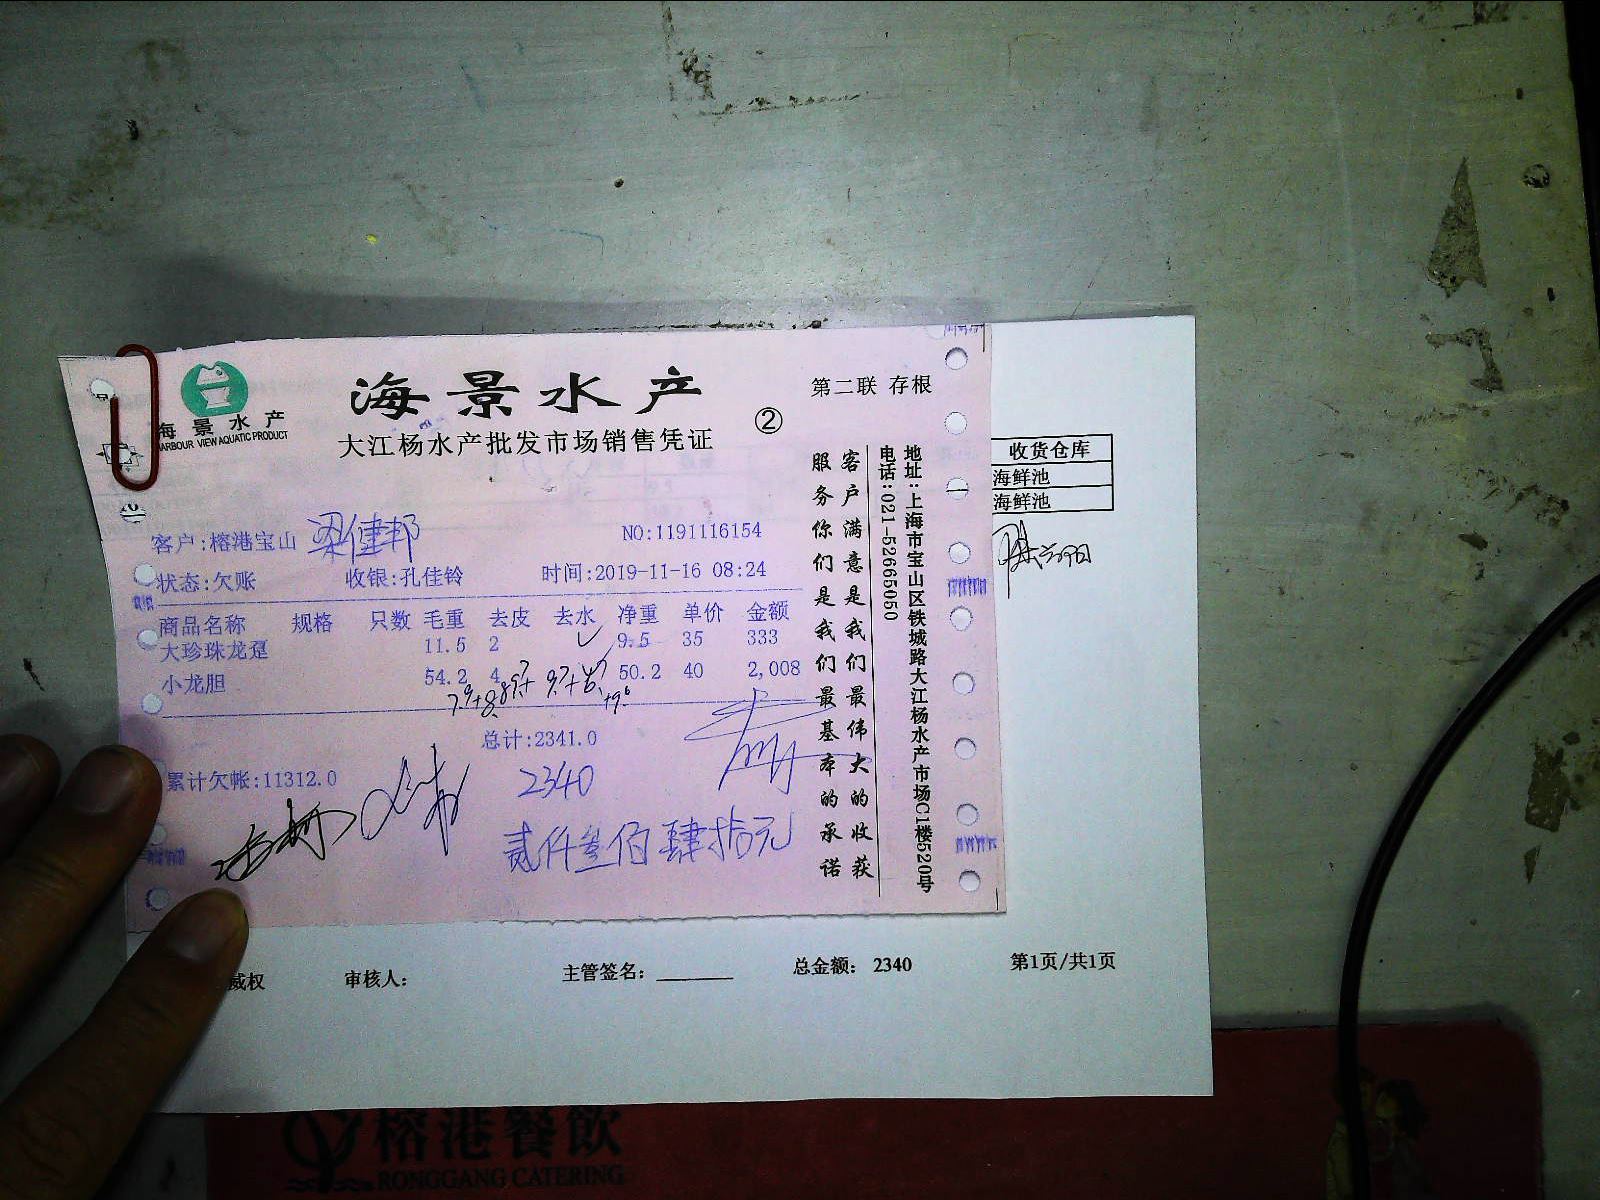 海景水产
HARBOUR VIEW AQUATIC PRODUCT
海景水产
大江杨水产批发市场销售凭证
②
第二联 存根
客户:榕港宝山 梁健邦
NO:1191116154
状态:欠账 收银:孔佳铃 时间:2019-11-16 08:24
商品名称 规格 只数 毛重 去皮 去水 净重 单价 金额
大珍珠龙趸 11.5 2 9.5 35 333
小龙胆 54.2 4 50.2 40 2,008
总计:2341.0
累计欠帐:11312.0
2340
贰仟叁佰肆拾元
客户满意是我们最伟大的收获
服务你们是我们最基本的承诺
地址:上海市宝山区铁城路大江杨水产市场C1楼520号
电话:021-52665050
收货仓库
海鲜池
海鲜池
威权 审核人: 主管签名: 总金额: 2340 第1页/共1页
榕港餐飲
RONGGANG CATERING